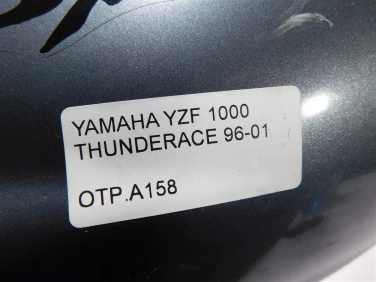 YAMAHA YZF 1000
THUNDERACE 96-01
OTP.A158